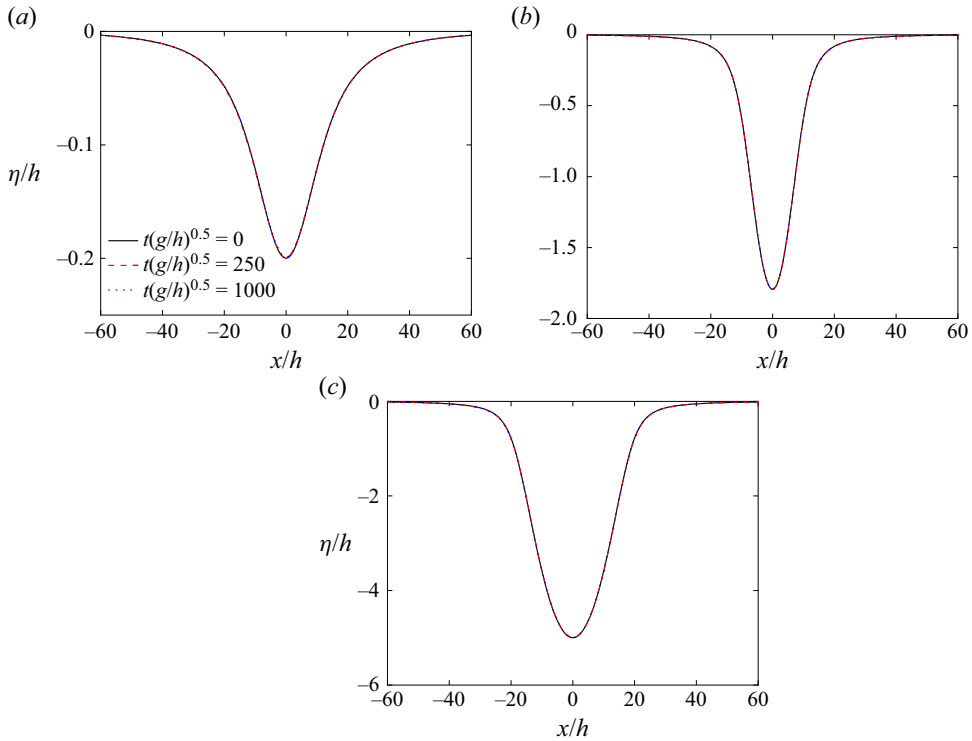 (a)
0
–0.1
η/h
–0.2
t(g/h)^0.5 = 0
t(g/h)^0.5 = 250
t(g/h)^0.5 = 1000
–60 –40 –20 0 20 40 60
x/h
(b)
0
–0.5
–1.0
–1.5
–2.0
–60 –40 –20 0 20 40 60
x/h
(c)
0
–2
η/h
–4
–6
–60 –40 –20 0 20 40 60
x/h